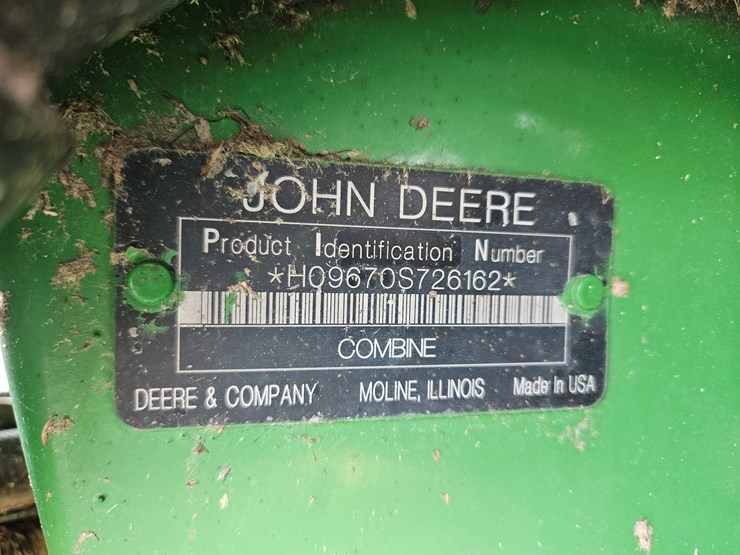 JOHN DEERE
Product Identification Number
*H09670S726162*
COMBINE
DEERE & COMPANY MOLINE, ILLINOIS Made In USA